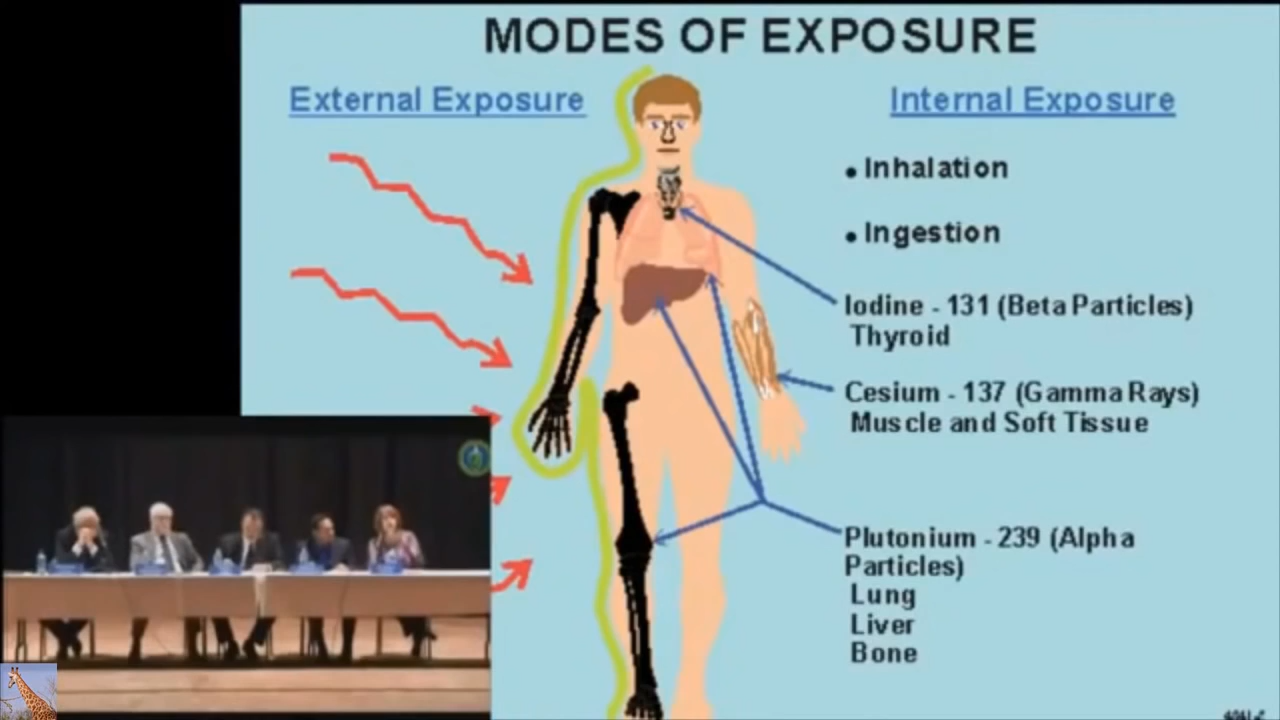 MODES OF EXPOSURE
External Exposure
Internal Exposure
• Inhalation
• Ingestion
Iodine - 131 (Beta Particles)
Thyroid
Cesium - 137 (Gamma Rays)
Muscle and Soft Tissue
Plutonium - 239 (Alpha
Particles)
Lung
Liver
Bone